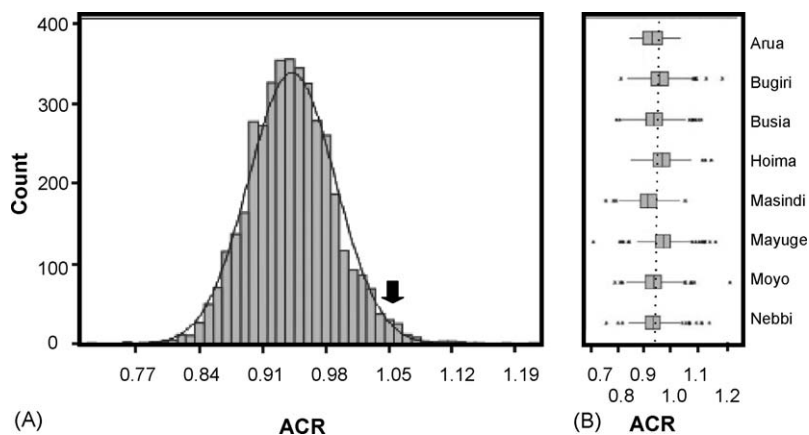 400
300
200
100
0
Count
0.77 0.84 0.91 0.98 1.05 1.12 1.19
(A) ACR
Arua
Bugiri
Busia
Hoima
Masindi
Mayuge
Moyo
Nebbi
0.7 0.9 1.1
0.8 1.0 1.2
(B) ACR